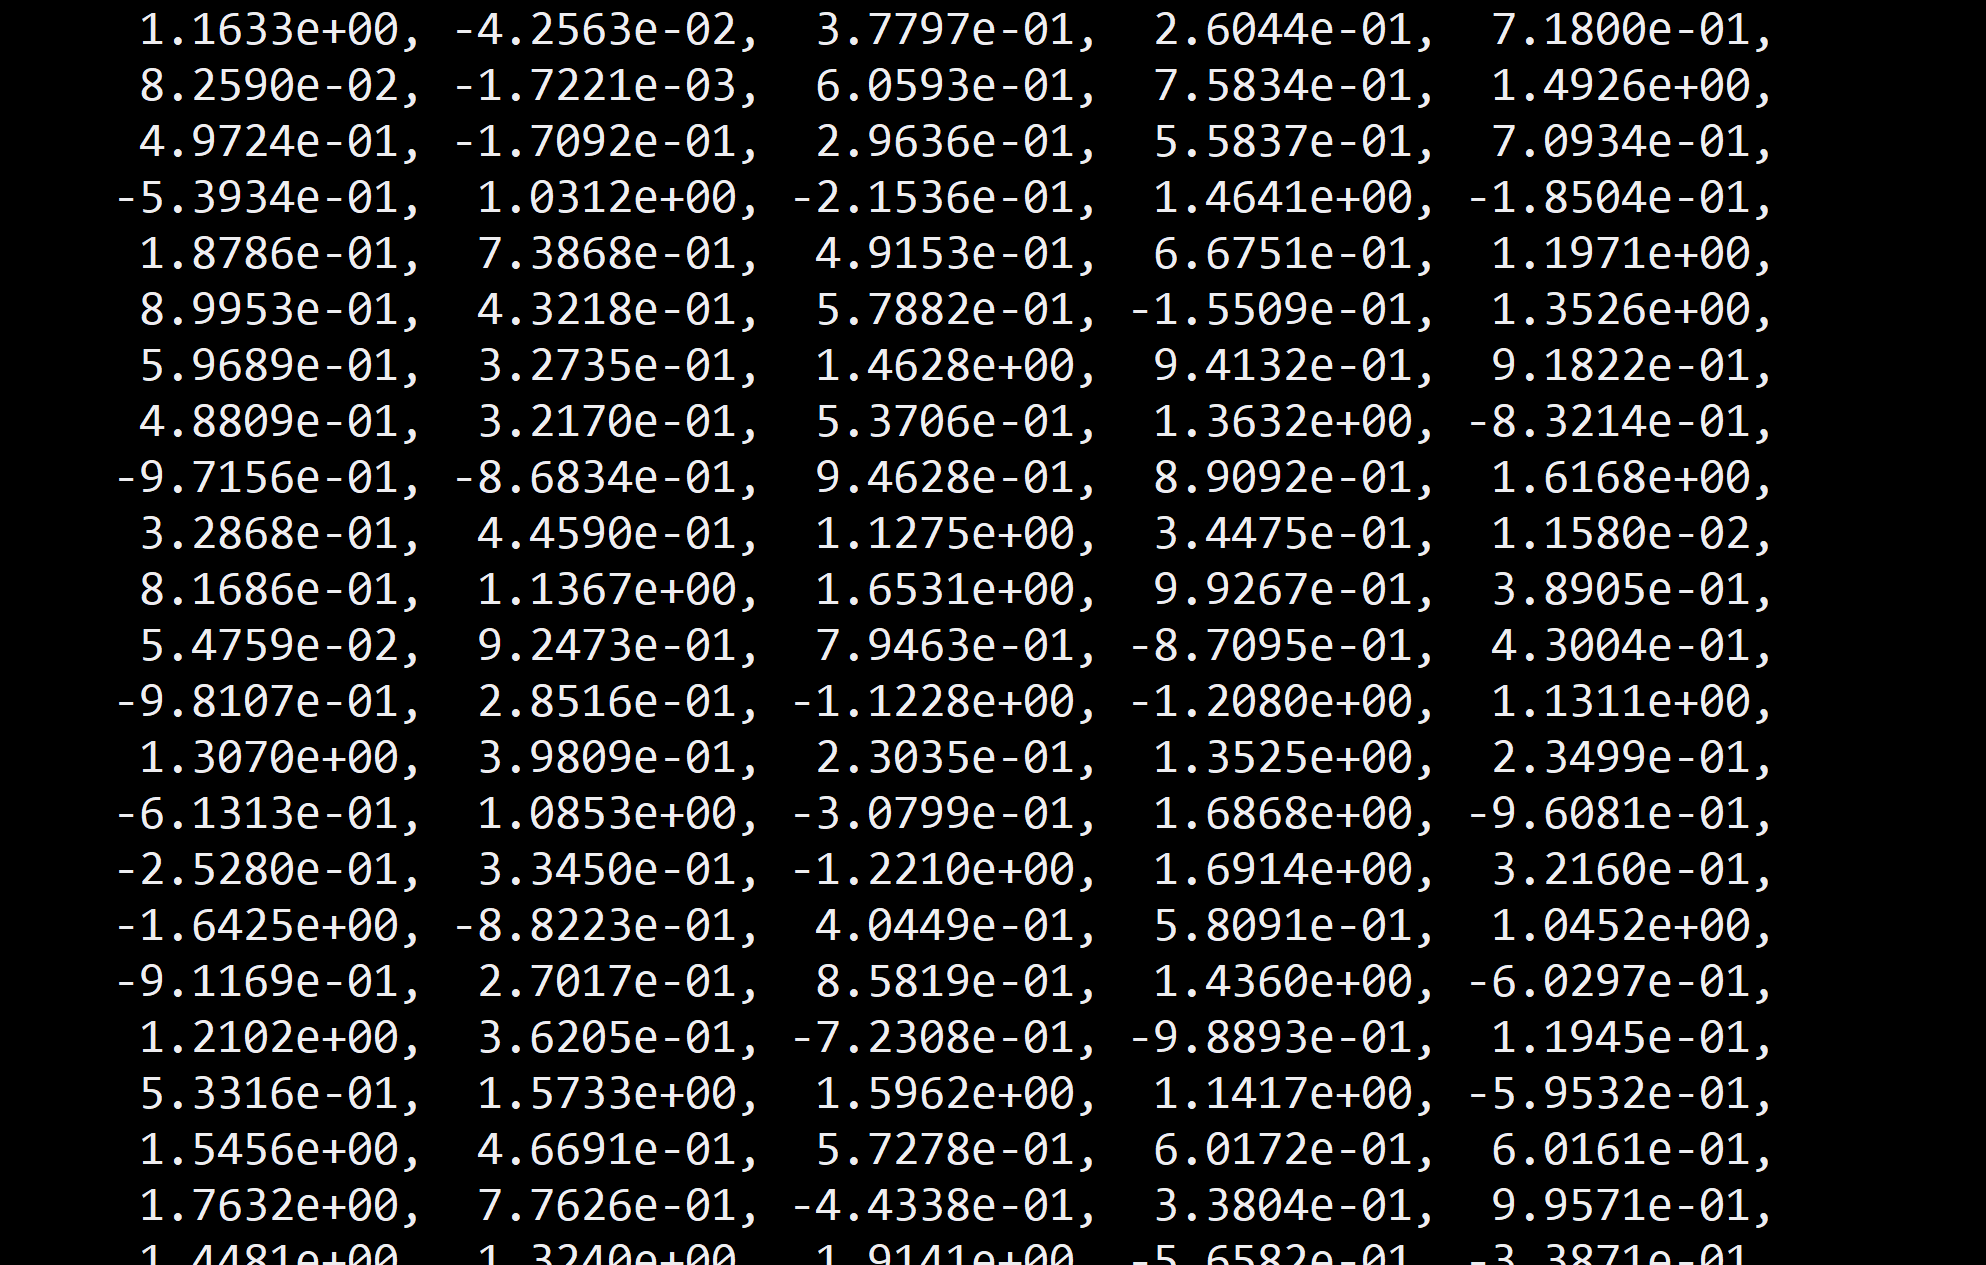 1.1633e+00, -4.2563e-02, 3.7797e-01, 2.6044e-01, 7.1800e-01,
8.2590e-02, -1.7221e-03, 6.0593e-01, 7.5834e-01, 1.4926e+00,
4.9724e-01, -1.7092e-01, 2.9636e-01, 5.5837e-01, 7.0934e-01,
-5.3934e-01, 1.0312e+00, -2.1536e-01, 1.4641e+00, -1.8504e-01,
1.8786e-01, 7.3868e-01, 4.9153e-01, 6.6751e-01, 1.1971e+00,
8.9953e-01, 4.3218e-01, 5.7882e-01, -1.5509e-01, 1.3526e+00,
5.9689e-01, 3.2735e-01, 1.4628e+00, 9.4132e-01, 9.1822e-01,
4.8809e-01, 3.2170e-01, 5.3706e-01, 1.3632e+00, -8.3214e-01,
-9.7156e-01, -8.6834e-01, 9.4628e-01, 8.9092e-01, 1.6168e+00,
3.2868e-01, 4.4590e-01, 1.1275e+00, 3.4475e-01, 1.1580e-02,
8.1686e-01, 1.1367e+00, 1.6531e+00, 9.9267e-01, 3.8905e-01,
5.4759e-02, 9.2473e-01, 7.9463e-01, -8.7095e-01, 4.3004e-01,
-9.8107e-01, 2.8516e-01, -1.1228e+00, -1.2080e+00, 1.1311e+00,
1.3070e+00, 3.9809e-01, 2.3035e-01, 1.3525e+00, 2.3499e-01,
-6.1313e-01, 1.0853e+00, -3.0799e-01, 1.6868e+00, -9.6081e-01,
-2.5280e-01, 3.3450e-01, -1.2210e+00, 1.6914e+00, 3.2160e-01,
-1.6425e+00, -8.8223e-01, 4.0449e-01, 5.8091e-01, 1.0452e+00,
-9.1169e-01, 2.7017e-01, 8.5819e-01, 1.4360e+00, -6.0297e-01,
1.2102e+00, 3.6205e-01, -7.2308e-01, -9.8893e-01, 1.1945e-01,
5.3316e-01, 1.5733e+00, 1.5962e+00, 1.1417e+00, -5.9532e-01,
1.5456e+00, 4.6691e-01, 5.7278e-01, 6.0172e-01, 6.0161e-01,
1.7632e+00, 7.7626e-01, -4.4338e-01, 3.3804e-01, 9.9571e-01,
1.4481e+00 1.3240e+00 1.9141e+00 -5.6582e-01 -3.3871e-01